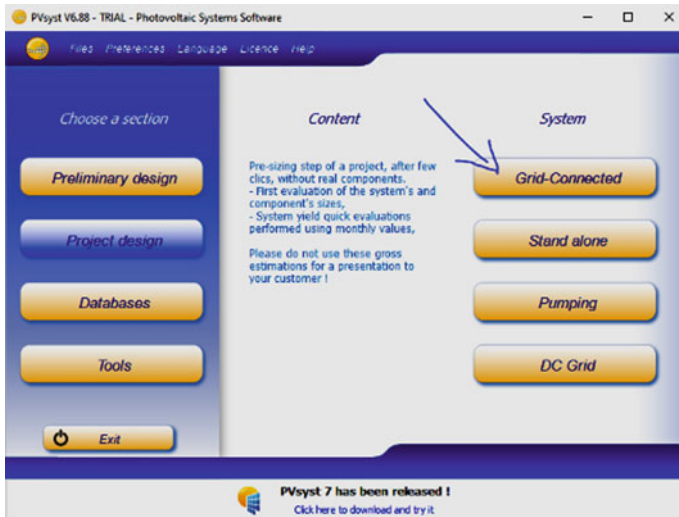 PVsyst V6.88 - TRIAL - Photovoltaic Systems Software
Files Preferences Language Licence Help
Choose a section
Preliminary design
Project design
Databases
Tools
Exit
Content
Pre-sizing step of a project, after few
clics, without real components.
- First evaluation of the system's and
component's sizes,
- System yield quick evaluations
performed using monthly values,
Please do not use these gross
estimations for a presentation to
your customer !
System
Grid-Connected
Stand alone
Pumping
DC Grid
PVsyst 7 has been released !
Click here to download and try it